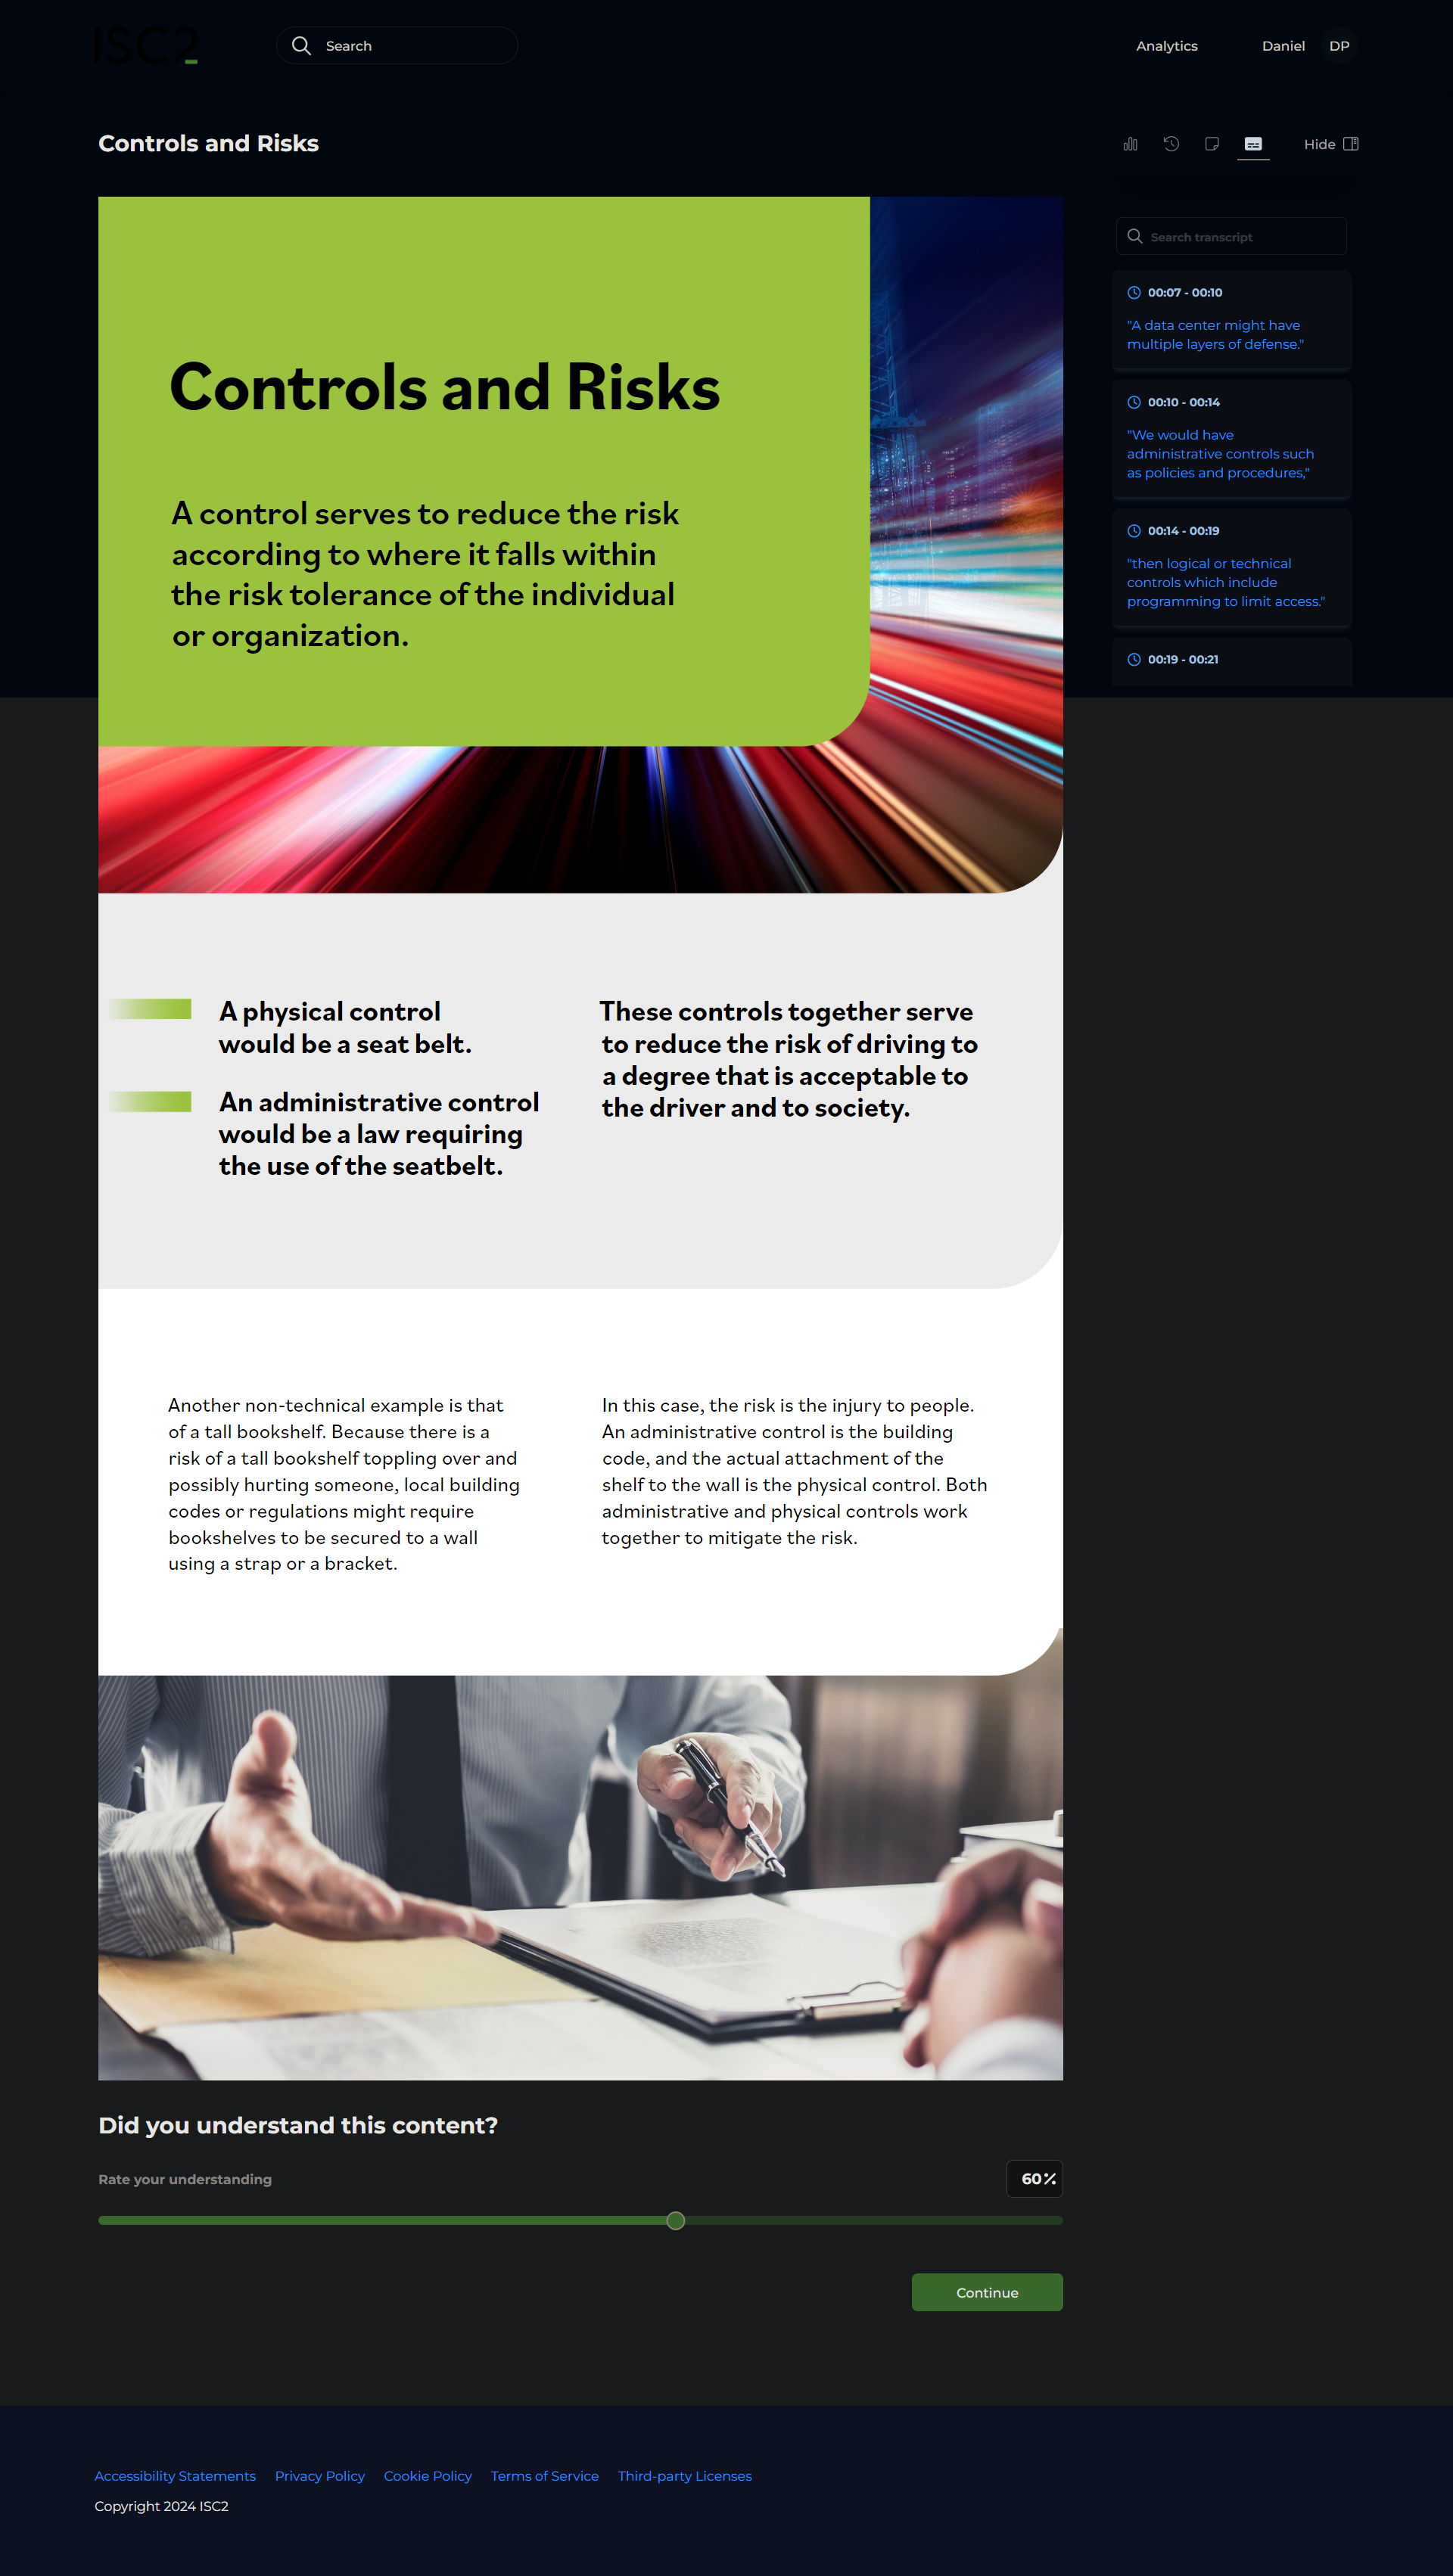 ISC2
Search
Analytics
Daniel
DP
Controls and Risks
Hide
Search transcript
00:07 - 00:10
"A data center might have
multiple layers of defense."
00:10 - 00:14
"We would have
administrative controls such
as policies and procedures,"
00:14 - 00:19
"then logical or technical
controls which include
programming to limit access."
00:19 - 00:21
Controls and Risks
A control serves to reduce the risk
according to where it falls within
the risk tolerance of the individual
or organization.
A physical control
would be a seat belt.
An administrative control
would be a law requiring
the use of the seatbelt.
These controls together serve
to reduce the risk of driving to
a degree that is acceptable to
the driver and to society.
Another non-technical example is that
of a tall bookshelf. Because there is a
risk of a tall bookshelf toppling over and
possibly hurting someone, local building
codes or regulations might require
bookshelves to be secured to a wall
using a strap or a bracket.
In this case, the risk is the injury to people.
An administrative control is the building
code, and the actual attachment of the
shelf to the wall is the physical control. Both
administrative and physical controls work
together to mitigate the risk.
Did you understand this content?
Rate your understanding
60%
Continue
Accessibility Statements
Privacy Policy
Cookie Policy
Terms of Service
Third-party Licenses
Copyright 2024 ISC2